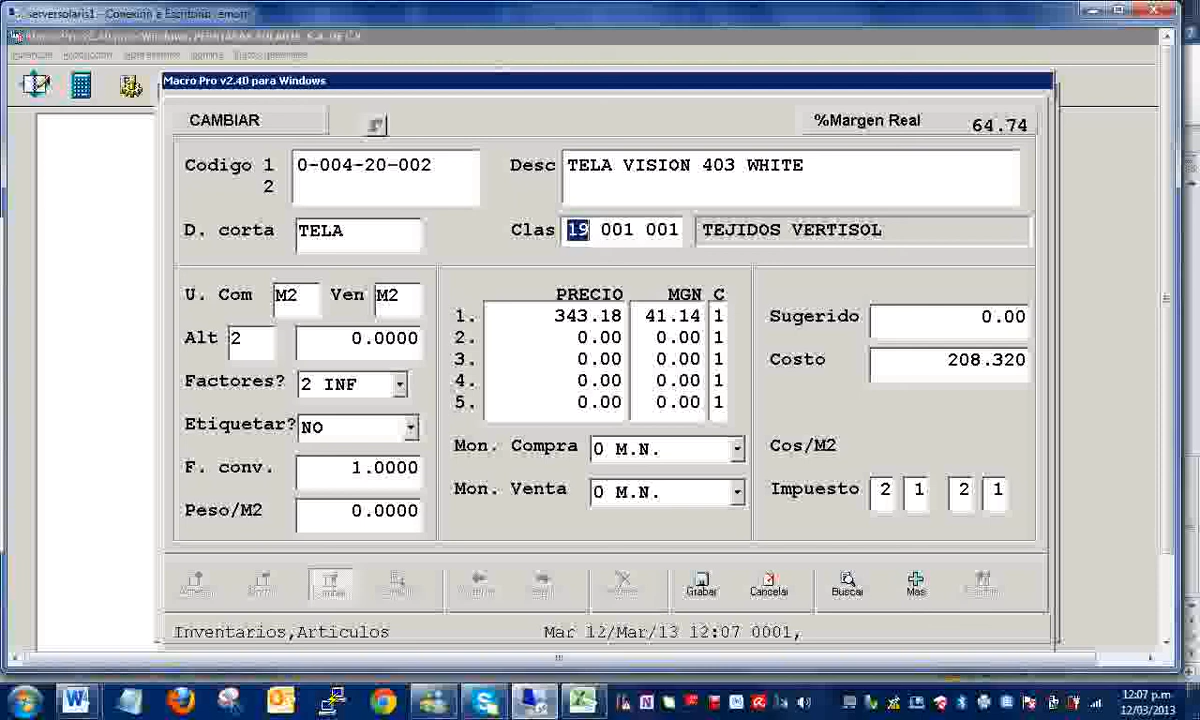 serversolaris1 - Conexión a Escritorio remoto
Macro Pro v2.40 para Windows
CAMBIAR
%Margen Real 64.74
Codigo 1 0-004-20-002 Desc TELA VISION 403 WHITE
2
D. corta TELA Clas 19 001 001 TEJIDOS VERTISOL
U. Com M2 Ven M2
Alt 2 0.0000
Factores? 2 INF
Etiquetar? NO
F. conv. 1.0000
Peso/M2 0.0000
PRECIO MGN C
1. 343.18 41.14 1
2. 0.00 0.00 1
3. 0.00 0.00 1
4. 0.00 0.00 1
5. 0.00 0.00 1
Mon. Compra 0 M.N.
Mon. Venta 0 M.N.
Sugerido 0.00
Costo 208.320
Cos/M2
Impuesto 2 1 2 1
Grabar Cancelar Buscar Mas
Inventarios,Articulos Mar 12/Mar/13 12:07 0001,
12:07 p.m.
12/03/2013